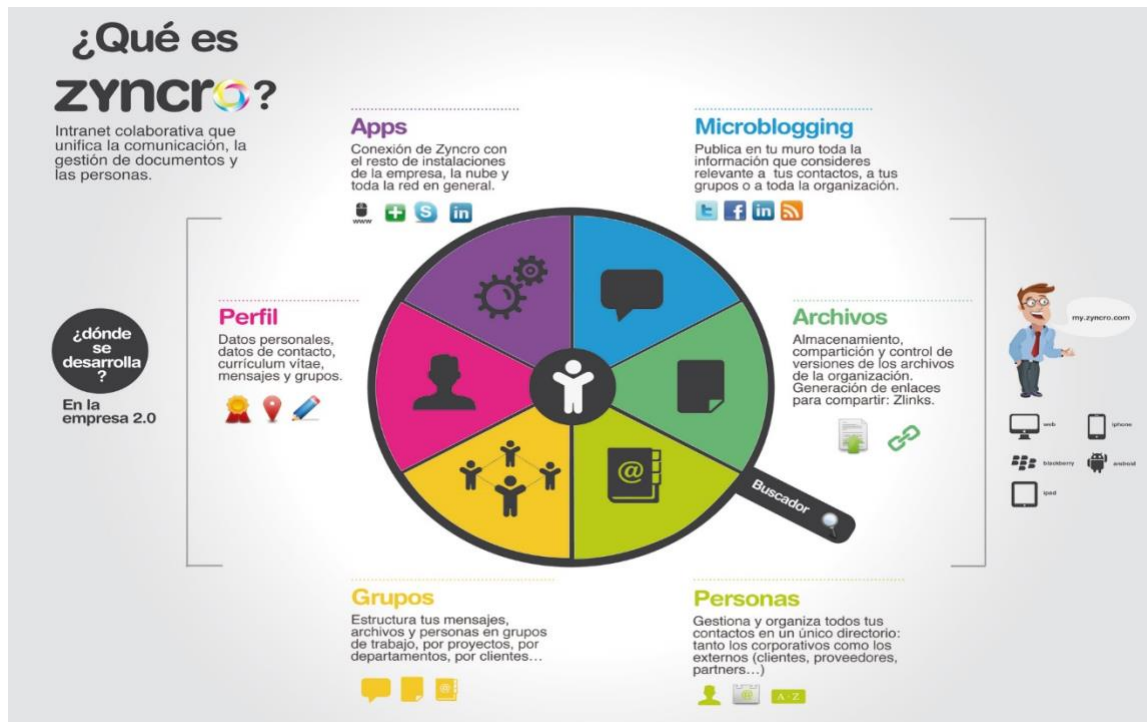 ¿Qué es
zyncro?
Intranet colaborativa que
unifica la comunicación, la
gestión de documentos y
las personas.
Apps
Conexión de Zyncro con
el resto de instalaciones
de la empresa, la nube y
toda la red en general.
www
S
in
Microblogging
Publica en tu muro toda la
información que consideres
relevante a tus contactos, a tus
grupos o a toda la organización.
t
f
in
¿dónde
se
desarrolla
?
En la
empresa 2.0
Perfil
Datos personales,
datos de contacto,
currículum vítae,
mensajes y grupos.
Archivos
Almacenamiento,
compartición y control de
versiones de los archivos
de la organización.
Generación de enlaces
para compartir: Zlinks.
@
Buscador
my.zyncro.com
web
iphone
blackberry
android
ipad
Grupos
Estructura tus mensajes,
archivos y personas en grupos
de trabajo, por proyectos, por
departamentos, por clientes...
@
Personas
Gestiona y organiza todos tus
contactos en un único directorio:
tanto los corporativos como los
externos (clientes, proveedores,
partners...)
@
A-Z